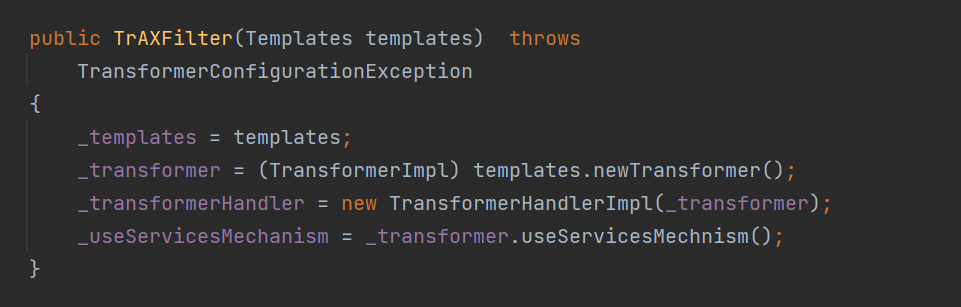 public TrAXFilter(Templates templates)  throws
    TransformerConfigurationException
{
    _templates = templates;
    _transformer = (TransformerImpl) templates.newTransformer();
    _transformerHandler = new TransformerHandlerImpl(_transformer);
    _useServicesMechanism = _transformer.useServicesMechnism();
}